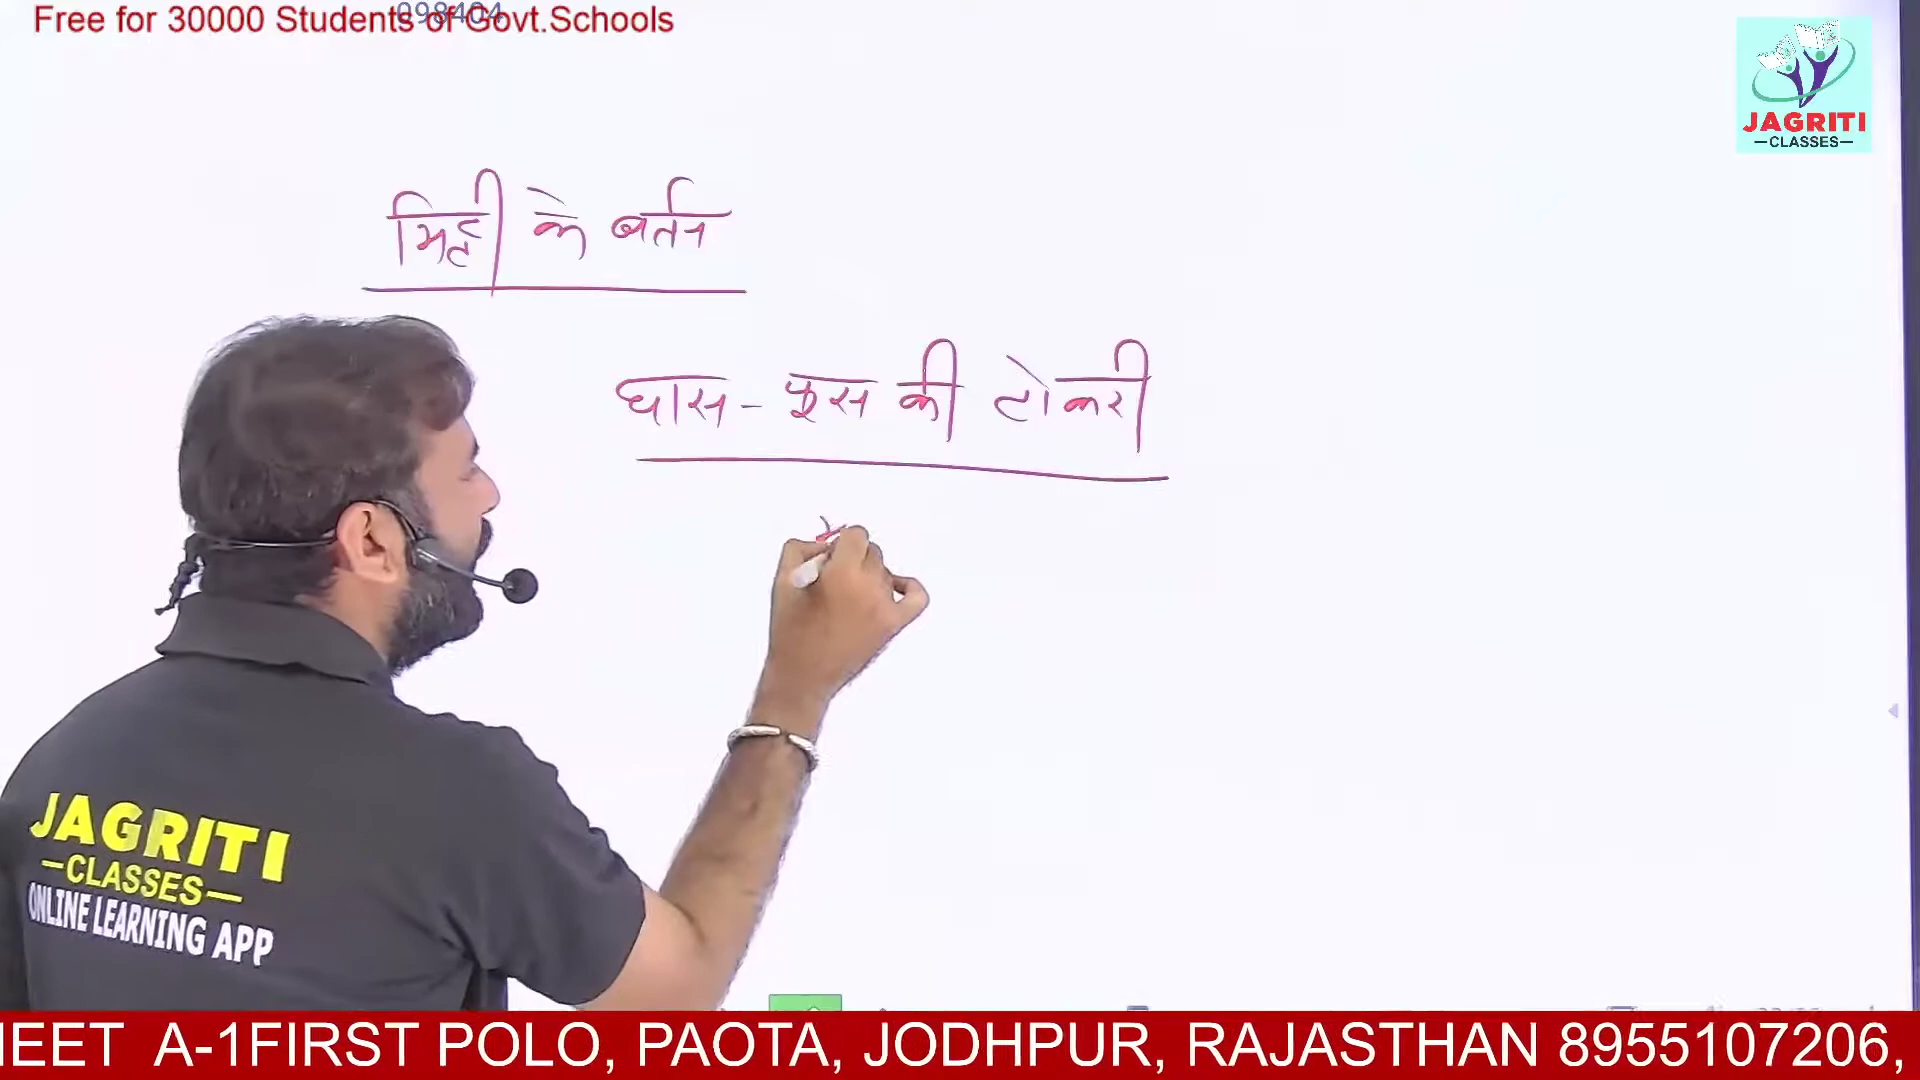 098404
Free for 30000 Students of Govt.Schools
JAGRITI
CLASSES
मिट्टी के बर्तन
घास - फूस की टोकरी
JAGRITI
CLASSES
ONLINE LEARNING APP
A-1FIRST POLO, PAOTA, JODHPUR, RAJASTHAN 8955107206,